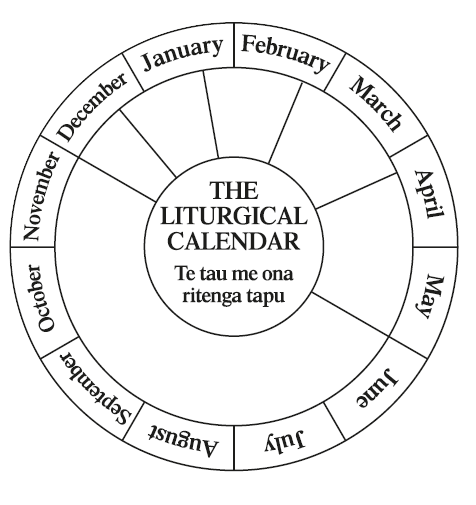 January
February
March
April
May
June
July
August
September
October
November
December
THE
LITURGICAL
CALENDAR
Te tau me ona
ritenga tapu